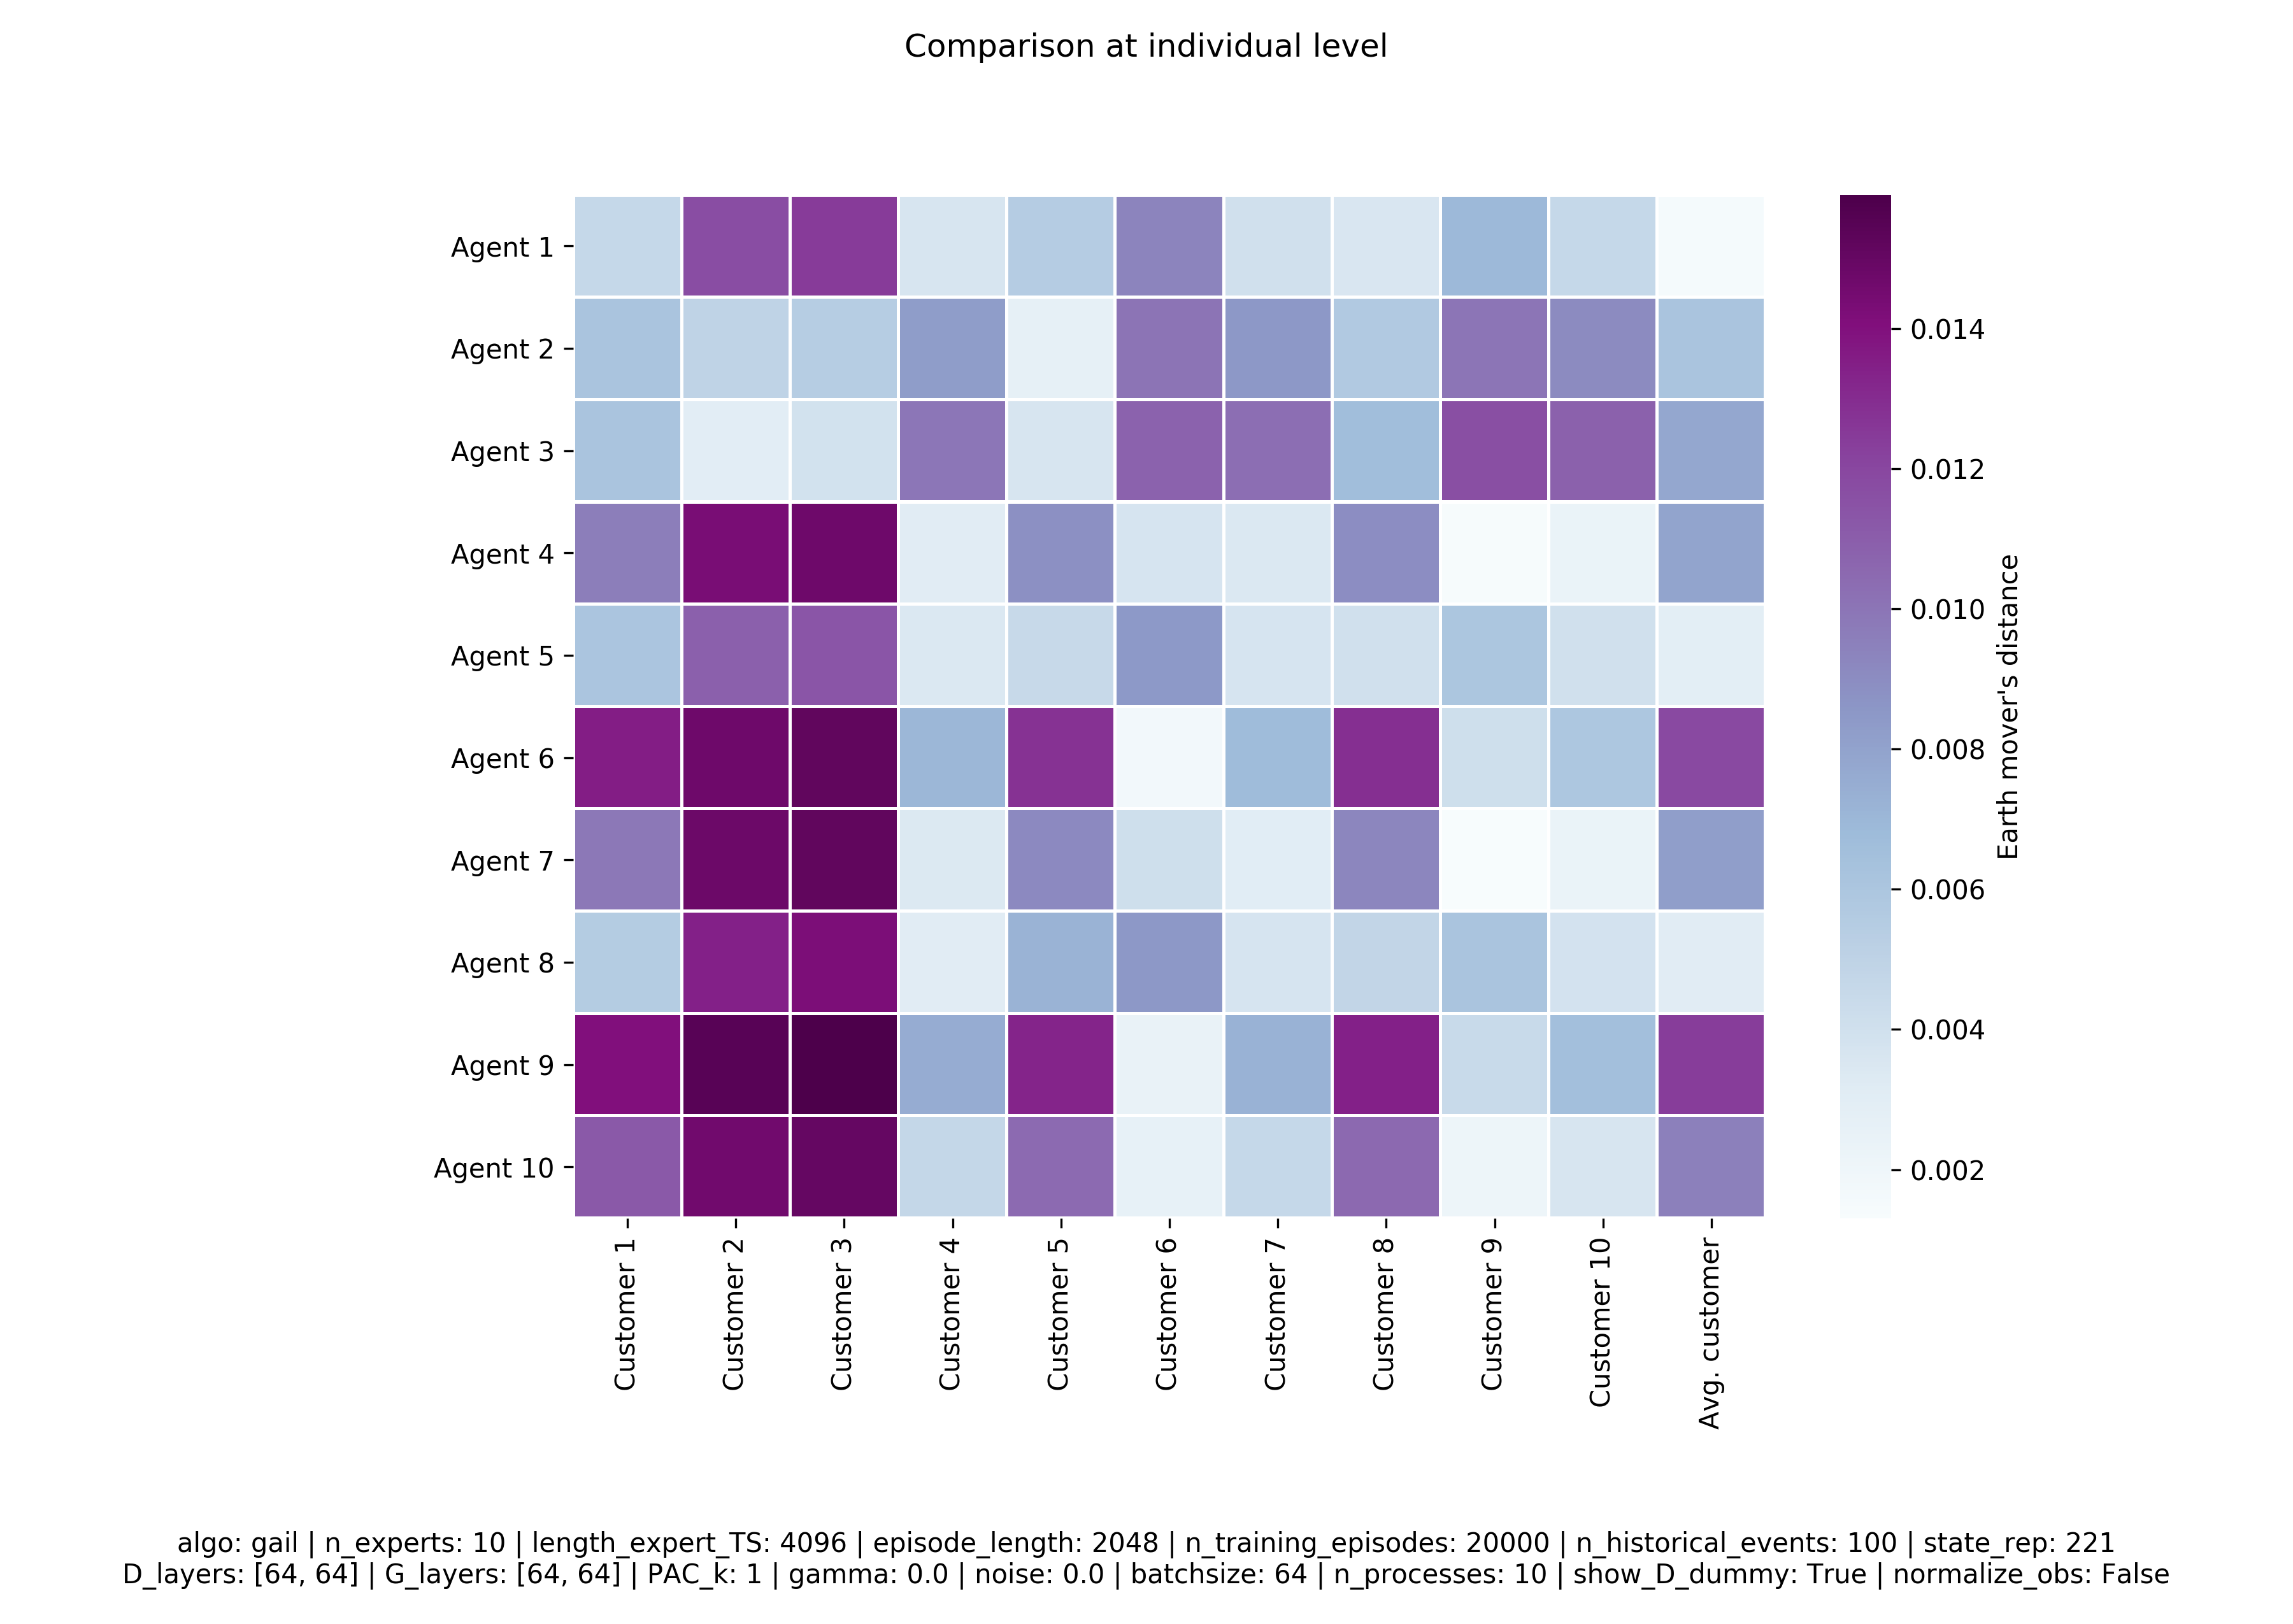 Comparison at individual level
Agent 1
Agent 2
Agent 3
Agent 4
Agent 5
Agent 6
Agent 7
Agent 8
Agent 9
Agent 10
Customer 1
Customer 2
Customer 3
Customer 4
Customer 5
Customer 6
Customer 7
Customer 8
Customer 9
Customer 10
Avg. customer
0.014
0.012
0.010
0.008
0.006
0.004
0.002
Earth mover's distance
algo: gail | n_experts: 10 | length_expert_TS: 4096 | episode_length: 2048 | n_training_episodes: 20000 | n_historical_events: 100 | state_rep: 221
D_layers: [64, 64] | G_layers: [64, 64] | PAC_k: 1 | gamma: 0.0 | noise: 0.0 | batchsize: 64 | n_processes: 10 | show_D_dummy: True | normalize_obs: False